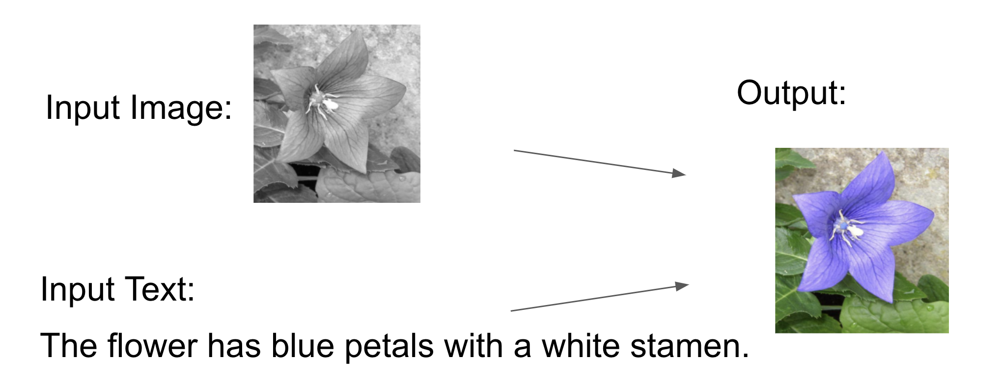 Input Image:
Output:
Input Text:
The flower has blue petals with a white stamen.